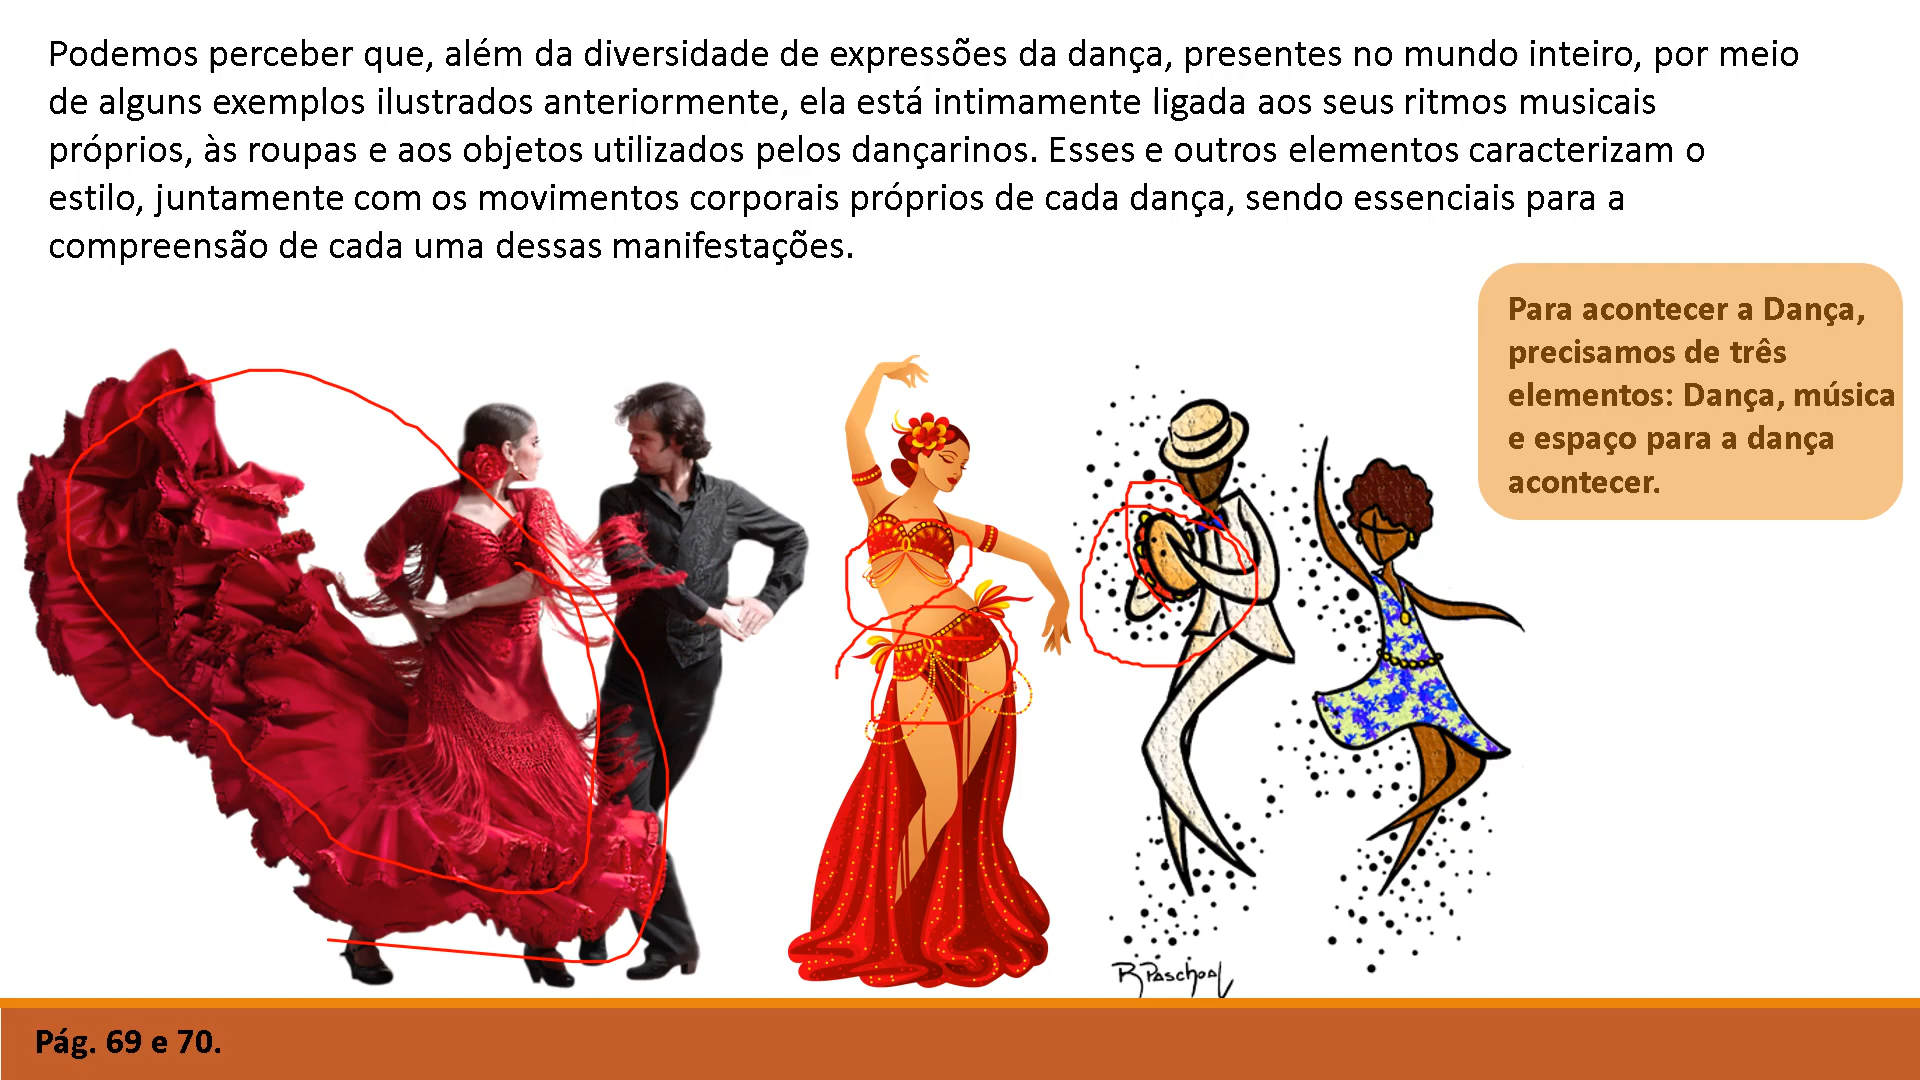 Podemos perceber que, além da diversidade de expressões da dança, presentes no mundo inteiro, por meio
de alguns exemplos ilustrados anteriormente, ela está intimamente ligada aos seus ritmos musicais
próprios, às roupas e aos objetos utilizados pelos dançarinos. Esses e outros elementos caracterizam o
estilo, juntamente com os movimentos corporais próprios de cada dança, sendo essenciais para a
compreensão de cada uma dessas manifestações.
Para acontecer a Dança,
precisamos de três
elementos: Dança, música
e espaço para a dança
acontecer.
R Paschoal
Pág. 69 e 70.